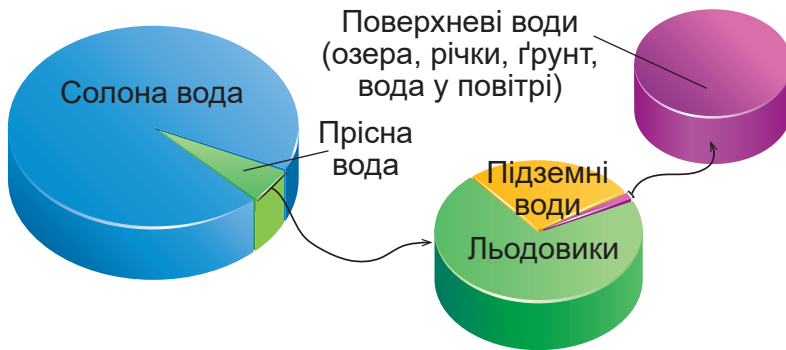 Солона вода
Прісна
вода
Поверхневі води
(озера, річки, ґрунт,
вода у повітрі)
Підземні
води
Льодовики